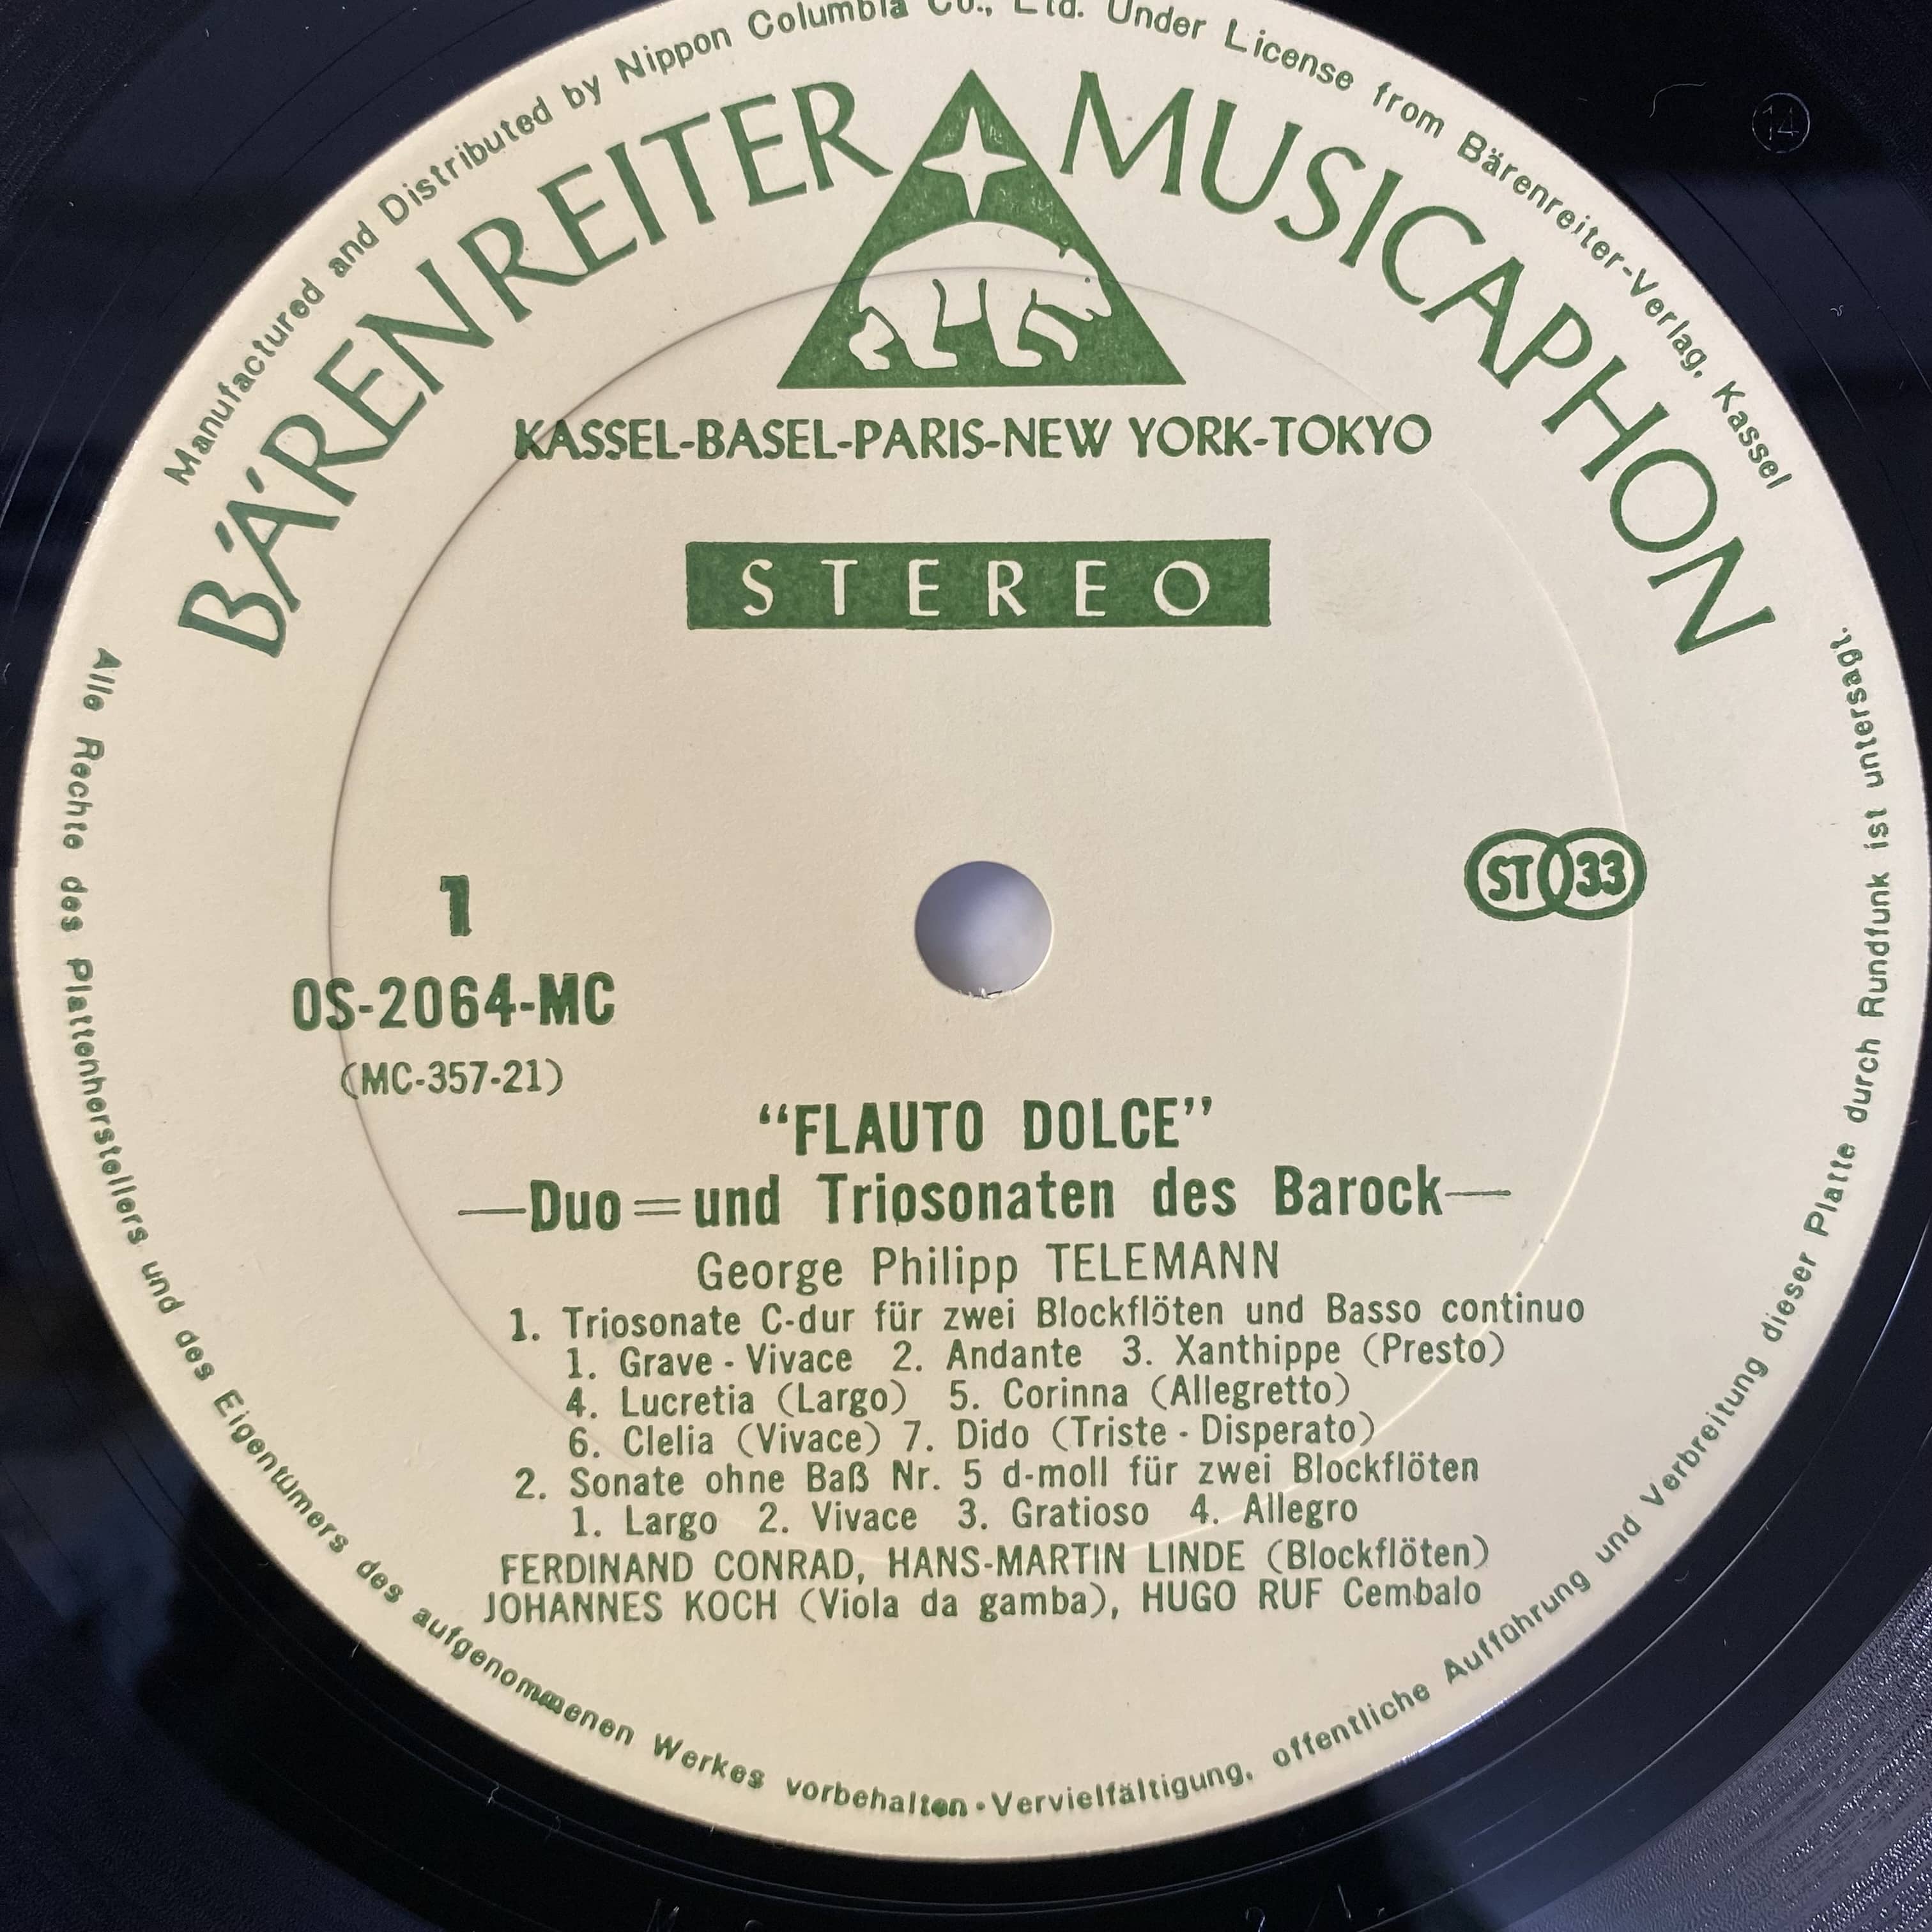 Manufactured and Distributed by Nippon Columbia Co., Ltd. Under License from Bärenreiter-Verlag, Kassel
BÄRENREITER MUSICAPHON
KASSEL-BASEL-PARIS-NEW YORK-TOKYO
STEREO
14
1
ST 33
OS-2064-MC
(MC-357-21)
“FLAUTO DOLCE”
—Duo=und Triosonaten des Barock—
George Philipp TELEMANN
1. Triosonate C-dur für zwei Blockflöten und Basso continuo
1. Grave - Vivace 2. Andante 3. Xanthippe (Presto)
4. Lucretia (Largo) 5. Corinna (Allegretto)
6. Clelia (Vivace) 7. Dido (Triste - Disperato)
2. Sonate ohne Baß Nr. 5 d-moll für zwei Blockflöten
1. Largo 2. Vivace 3. Gratioso 4. Allegro
FERDINAND CONRAD, HANS-MARTIN LINDE (Blockflöten)
JOHANNES KOCH (Viola da gamba), HUGO RUF Cembalo
Alle Rechte des Plattenherstellers und des Eigentümers des aufgenommenen Werkes vorbehalten · Vervielfältigung, offentliche Aufführung und Verbreitung dieser Platte durch Rundfunk ist untersagt.